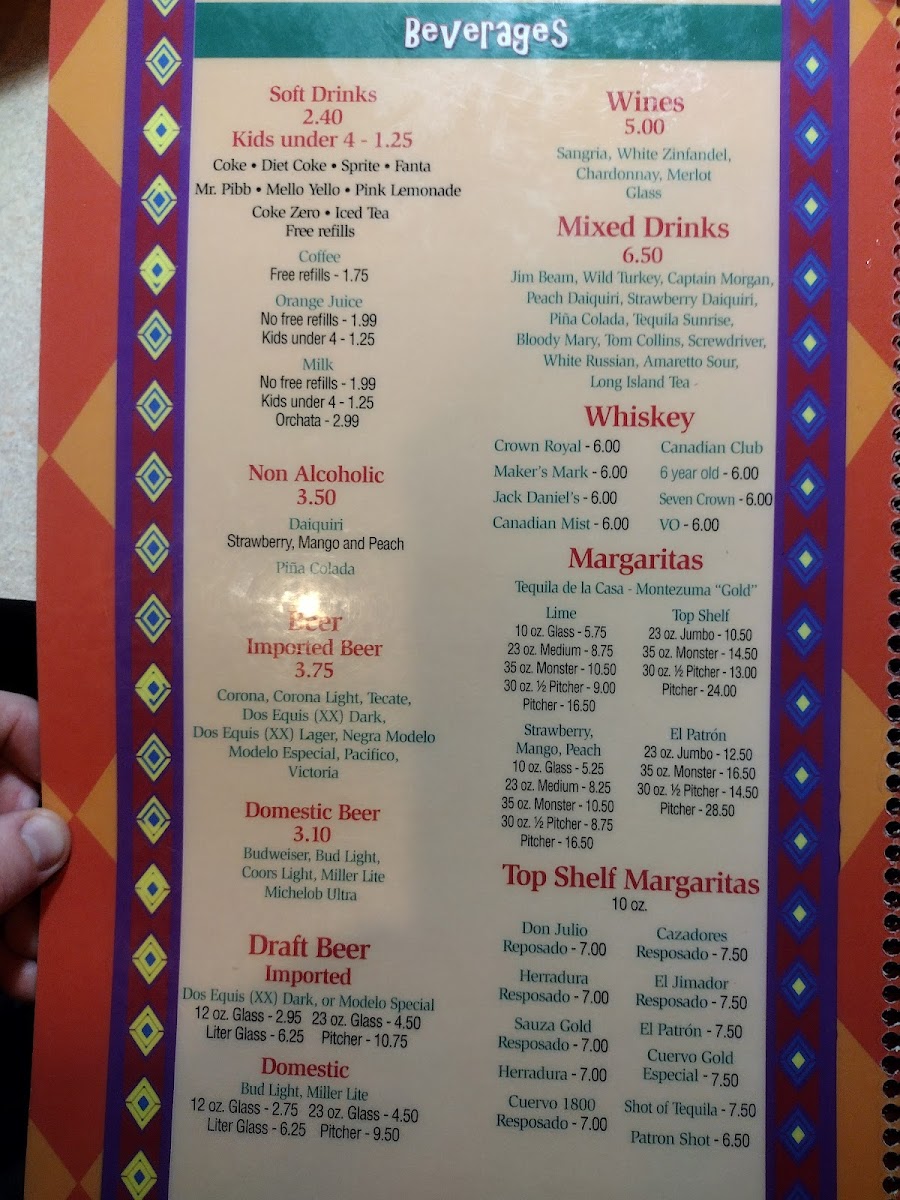 Beverages
Soft Drinks
2.40
Kids under 4 - 1.25
Coke • Diet Coke • Sprite • Fanta
Mr. Pibb • Mello Yello • Pink Lemonade
Coke Zero • Iced Tea
Free refills
Coffee
Free refills - 1.75
Orange Juice
No free refills - 1.99
Kids under 4 - 1.25
Milk
No free refills - 1.99
Kids under 4 - 1.25
Orchata - 2.99
Non Alcoholic
3.50
Daiquiri
Strawberry, Mango and Peach
Piña Colada
Beer
Imported Beer
3.75
Corona, Corona Light, Tecate,
Dos Equis (XX) Dark,
Dos Equis (XX) Lager, Negra Modelo
Modelo Especial, Pacifico,
Victoria
Domestic Beer
3.10
Budweiser, Bud Light,
Coors Light, Miller Lite
Michelob Ultra
Draft Beer
Imported
Dos Equis (XX) Dark, or Modelo Special
12 oz. Glass - 2.95 23 oz. Glass - 4.50
Liter Glass - 6.25 Pitcher - 10.75
Domestic
Bud Light, Miller Lite
12 oz. Glass - 2.75 23 oz. Glass - 4.50
Liter Glass - 6.25 Pitcher - 9.50
Wines
5.00
Sangria, White Zinfandel,
Chardonnay, Merlot
Glass
Mixed Drinks
6.50
Jim Beam, Wild Turkey, Captain Morgan,
Peach Daiquiri, Strawberry Daiquiri,
Piña Colada, Tequila Sunrise,
Bloody Mary, Tom Collins, Screwdriver,
White Russian, Amaretto Sour,
Long Island Tea -
Whiskey
Crown Royal - 6.00
Maker's Mark - 6.00
Jack Daniel's - 6.00
Canadian Mist - 6.00
Canadian Club
6 year old - 6.00
Seven Crown - 6.00
VO - 6.00
Margaritas
Tequila de la Casa - Montezuma "Gold"
Lime
10 oz. Glass - 5.75
23 oz. Medium - 8.75
35 oz. Monster - 10.50
30 oz. ½ Pitcher - 9.00
Pitcher - 16.50
Strawberry,
Mango, Peach
10 oz. Glass - 5.25
23 oz. Medium - 8.25
35 oz. Monster - 10.50
30 oz. ½ Pitcher - 8.75
Pitcher - 16.50
Top Shelf
23 oz. Jumbo - 10.50
35 oz. Monster - 14.50
30 oz. ½ Pitcher - 13.00
Pitcher - 24.00
El Patrón
23 oz. Jumbo - 12.50
35 oz. Monster - 16.50
30 oz. ½ Pitcher - 14.50
Pitcher - 28.50
Top Shelf Margaritas
10 oz.
Don Julio
Reposado - 7.00
Herradura
Resposado - 7.00
Sauza Gold
Resposado - 7.00
Herradura - 7.00
Cuervo 1800
Resposado - 7.00
Cazadores
Resposado - 7.50
El Jimador
Resposado - 7.50
El Patrón - 7.50
Cuervo Gold
Especial - 7.50
Shot of Tequila - 7.50
Patron Shot - 6.50